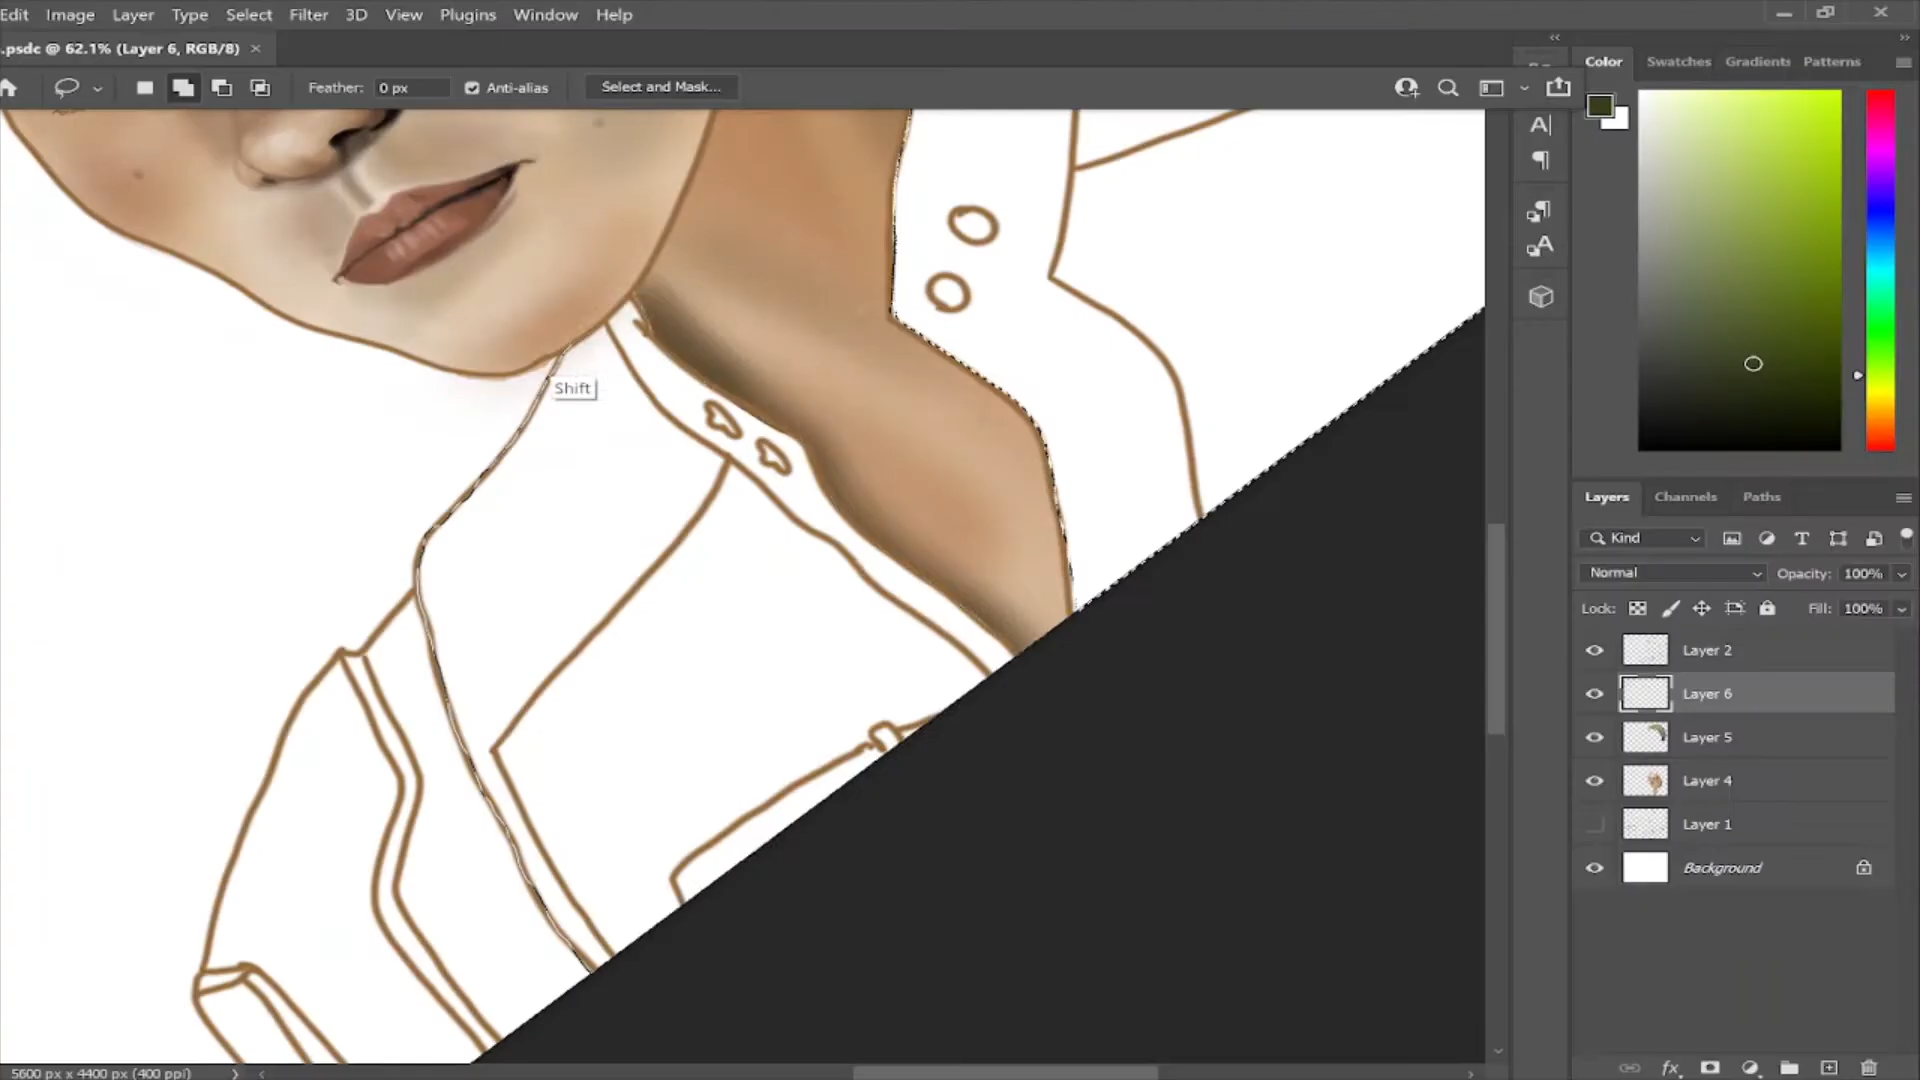 Edit Image Layer Type Select Filter 3D View Plugins Window Help
.psdc @ 62.1% (Layer 6, RGB/8) ×
Feather: 0 px Anti-alias Select and Mask...
Color Swatches Gradients Patterns
Shift
Layers Channels Paths
Kind
Normal Opacity: 100%
Lock: Fill: 100%
Layer 2
Layer 6
Layer 5
Layer 4
Layer 1
Background
5600 px x 4400 px (400 ppi)